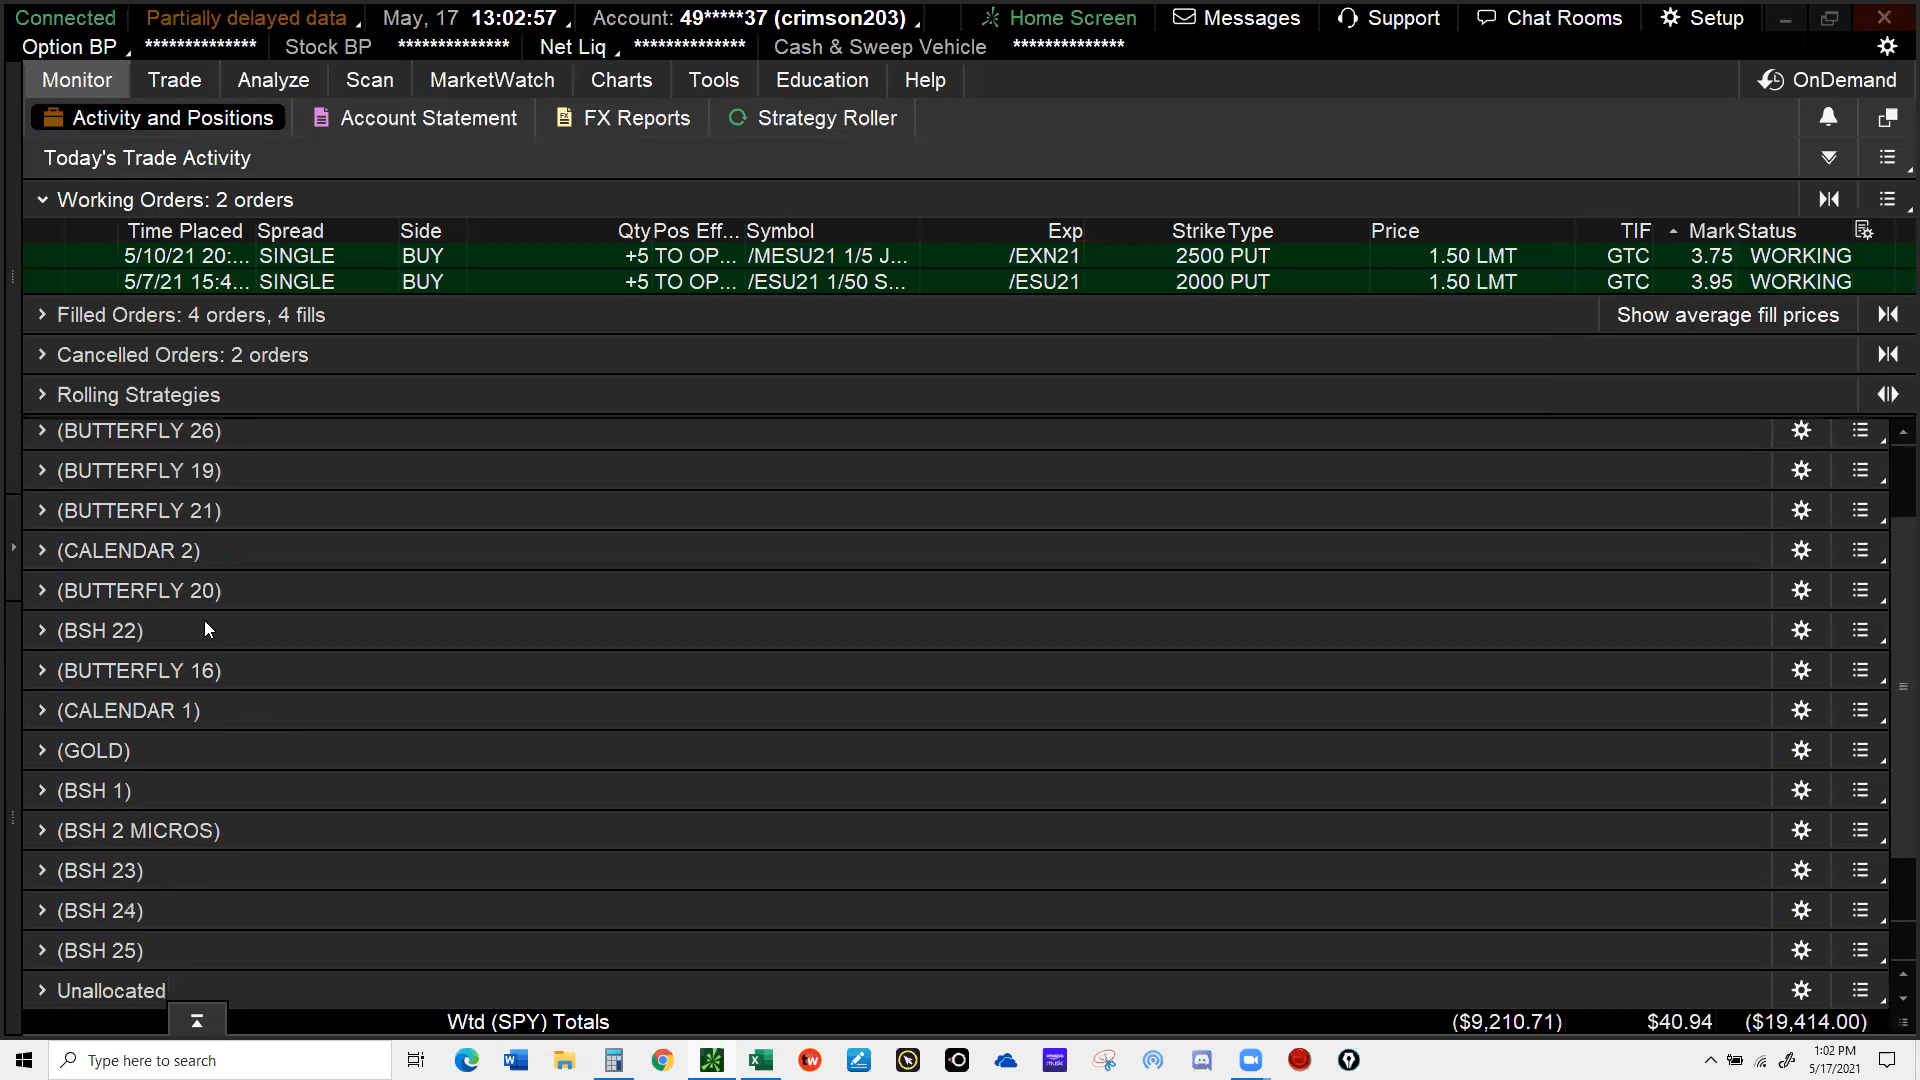 Connected Partially delayed data May, 17 13:02:57 Account: 49*****37 (crimson203) Home Screen Messages Support Chat Rooms Setup
Option BP ************** Stock BP ************** Net Liq ************** Cash & Sweep Vehicle **************
Monitor Trade Analyze Scan MarketWatch Charts Tools Education Help OnDemand
Activity and Positions Account Statement FX Reports Strategy Roller
Today's Trade Activity
Working Orders: 2 orders
Time Placed Spread Side Qty Pos Eff... Symbol Exp Strike Type Price TIF Mark Status
5/10/21 20:... SINGLE BUY +5 TO OP... /MESU21 1/5 J... /EXN21 2500 PUT 1.50 LMT GTC 3.75 WORKING
5/7/21 15:4... SINGLE BUY +5 TO OP... /ESU21 1/50 S... /ESU21 2000 PUT 1.50 LMT GTC 3.95 WORKING
Filled Orders: 4 orders, 4 fills Show average fill prices
Cancelled Orders: 2 orders
Rolling Strategies
(BUTTERFLY 26)
(BUTTERFLY 19)
(BUTTERFLY 21)
(CALENDAR 2)
(BUTTERFLY 20)
(BSH 22)
(BUTTERFLY 16)
(CALENDAR 1)
(GOLD)
(BSH 1)
(BSH 2 MICROS)
(BSH 23)
(BSH 24)
(BSH 25)
Unallocated
Wtd (SPY) Totals ($9,210.71) $40.94 ($19,414.00)
Type here to search 1:02 PM
5/17/2021